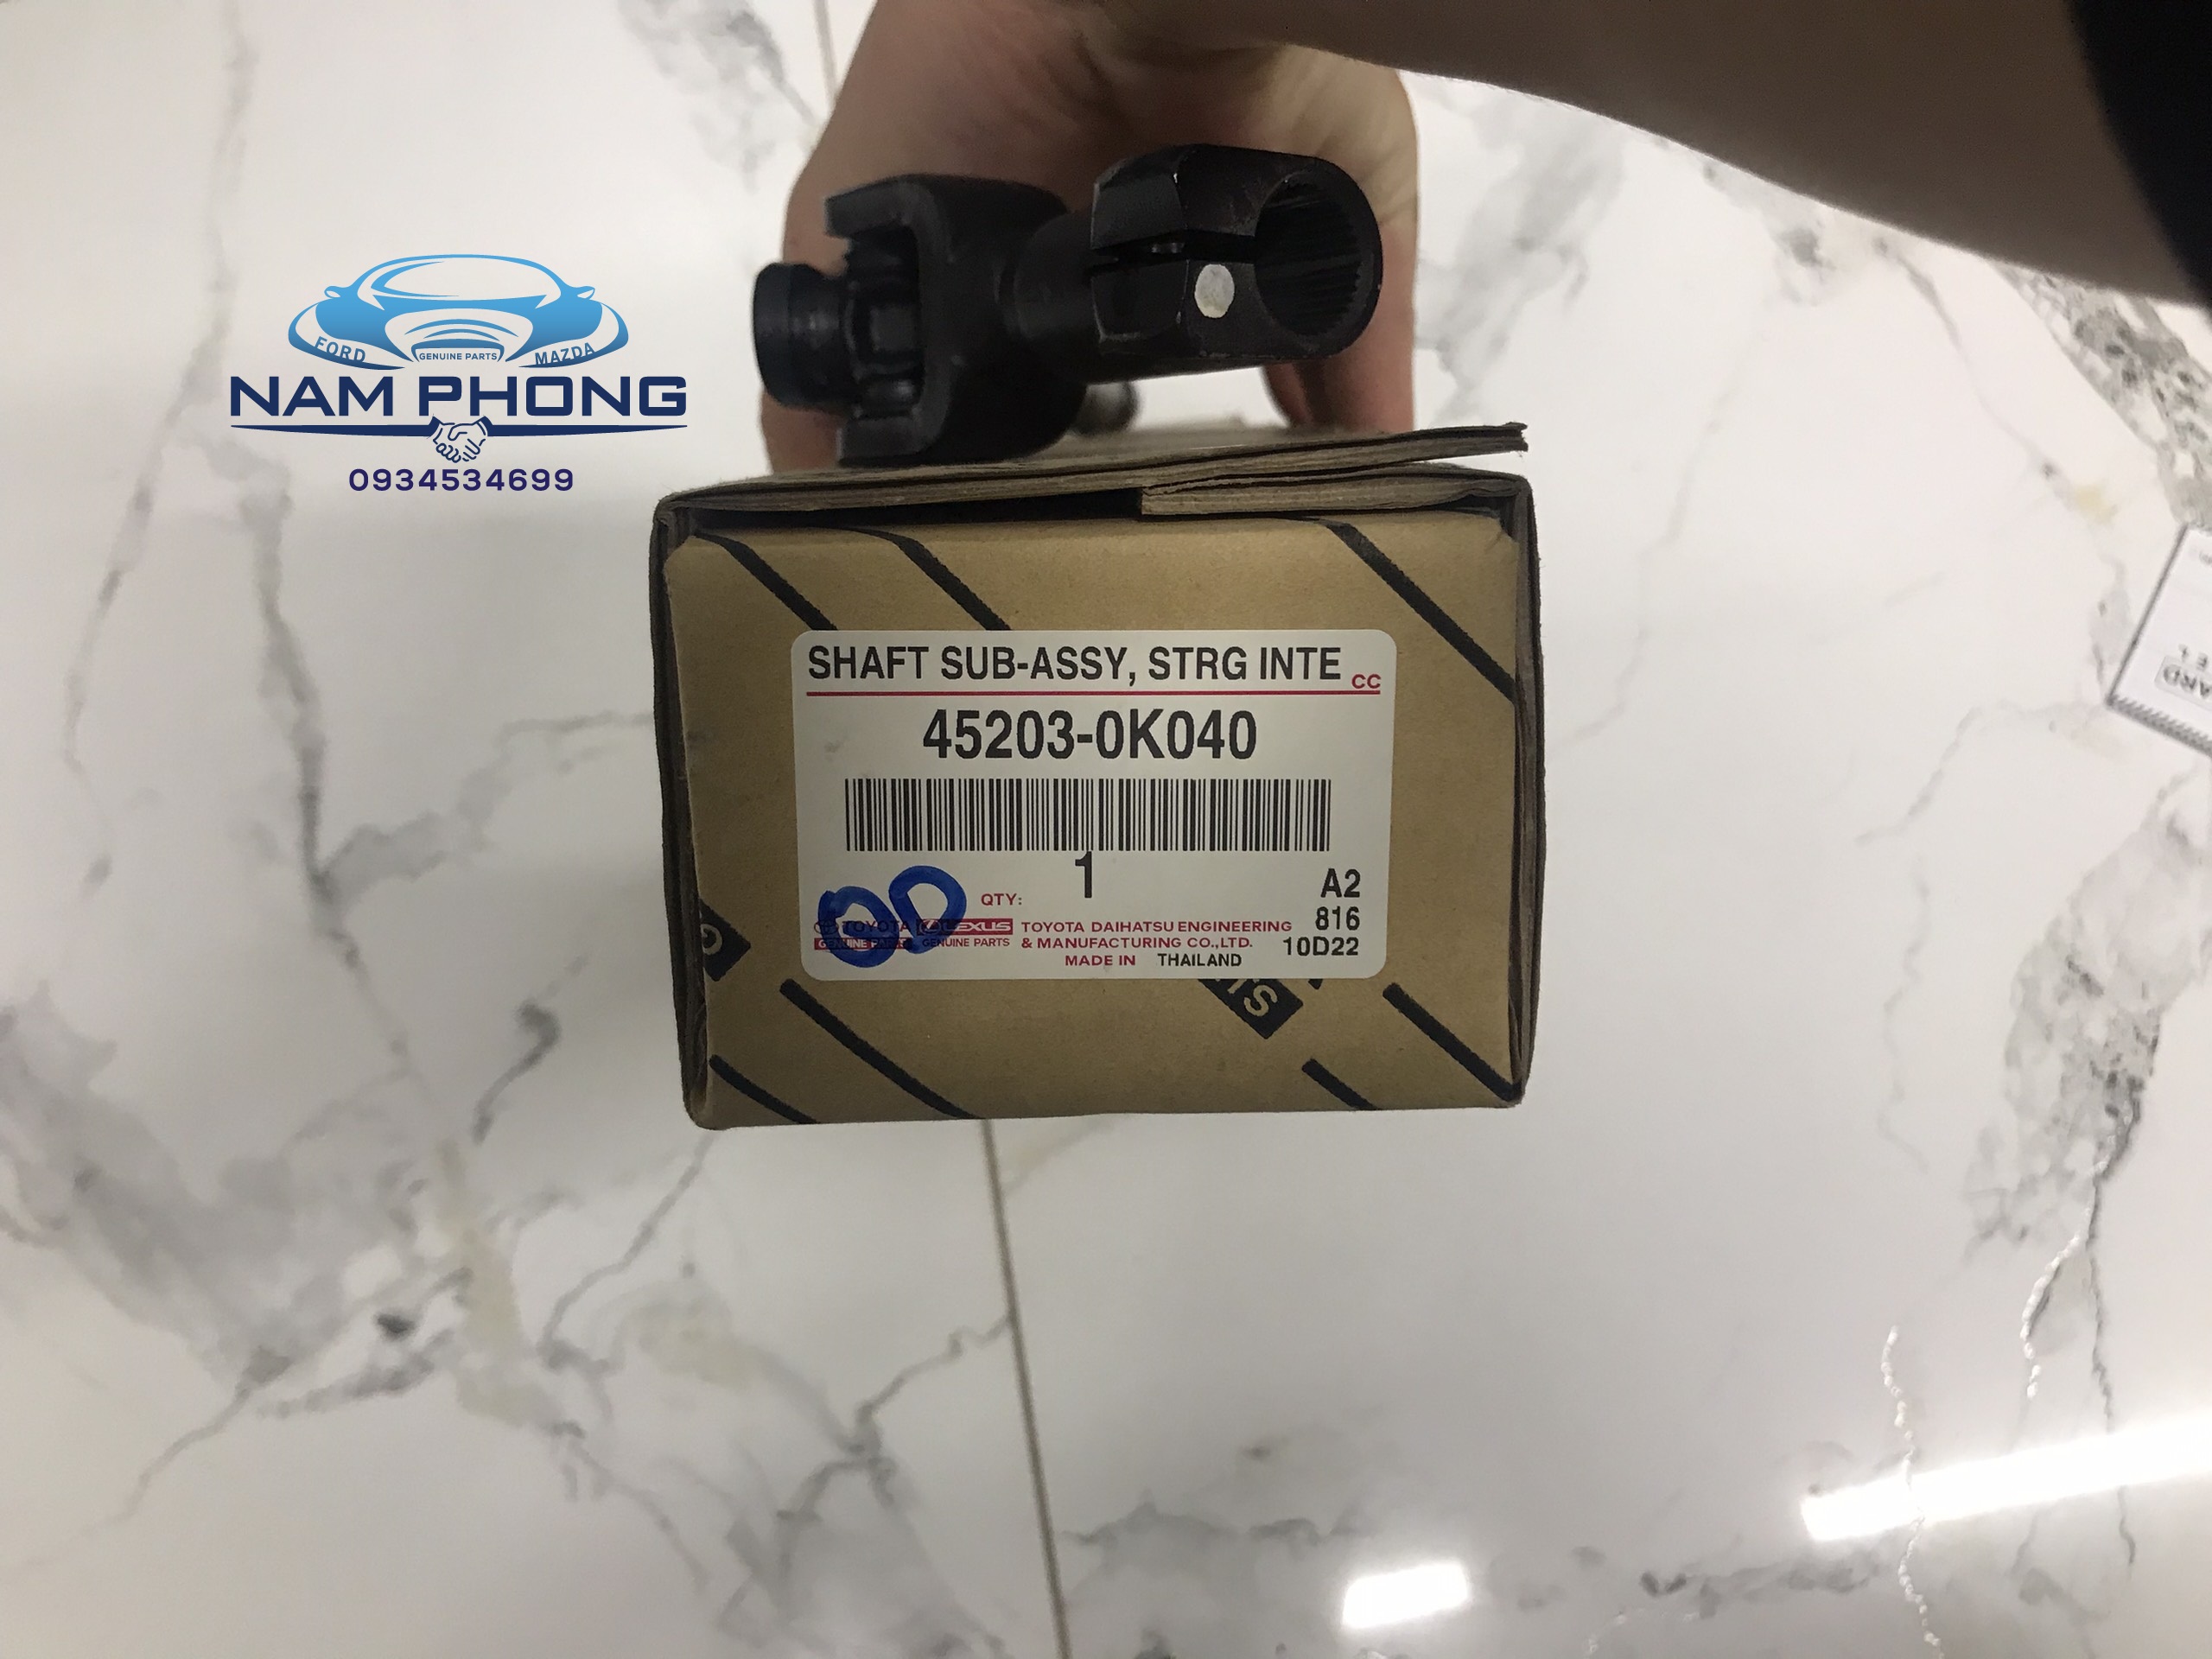 FORD
GENUINE PARTS
MAZDA
NAM PHONG
0934534699
SHAFT SUB-ASSY, STRG INTE CC
45203-0K040
1
QTY:
A2
816
10D22
TOYOTA
GENUINE PARTS
LEXUS
GENUINE PARTS
TOYOTA DAIHATSU ENGINEERING
& MANUFACTURING CO.,LTD.
MADE IN THAILAND
OD